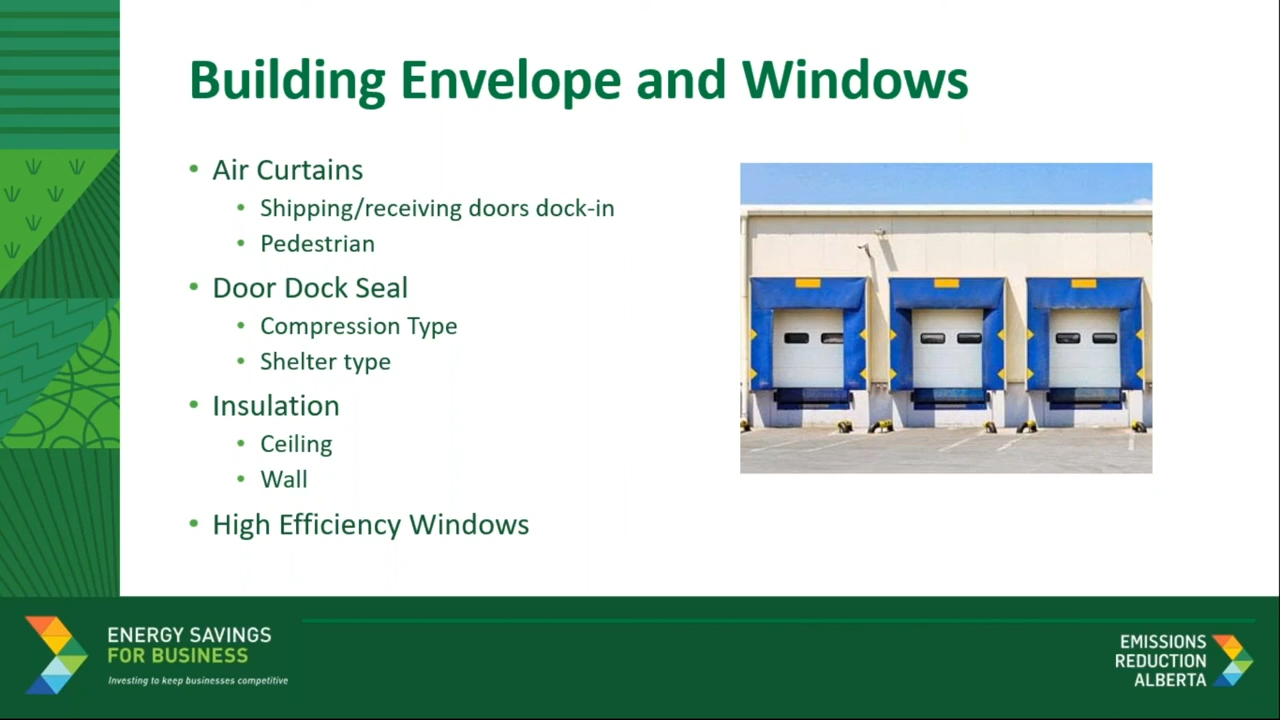 Building Envelope and Windows
• Air Curtains
• Shipping/receiving doors dock-in
• Pedestrian
• Door Dock Seal
• Compression Type
• Shelter type
• Insulation
• Ceiling
• Wall
• High Efficiency Windows
ENERGY SAVINGS
FOR BUSINESS
Investing to keep businesses competitive
EMISSIONS
REDUCTION
ALBERTA